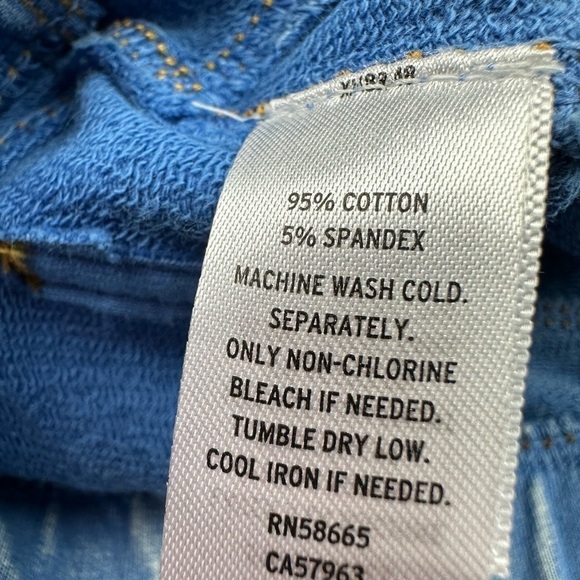 95% COTTON
5% SPANDEX
MACHINE WASH COLD.
SEPARATELY.
ONLY NON-CHLORINE
BLEACH IF NEEDED.
TUMBLE DRY LOW.
COOL IRON IF NEEDED.
RN58665
CA57963